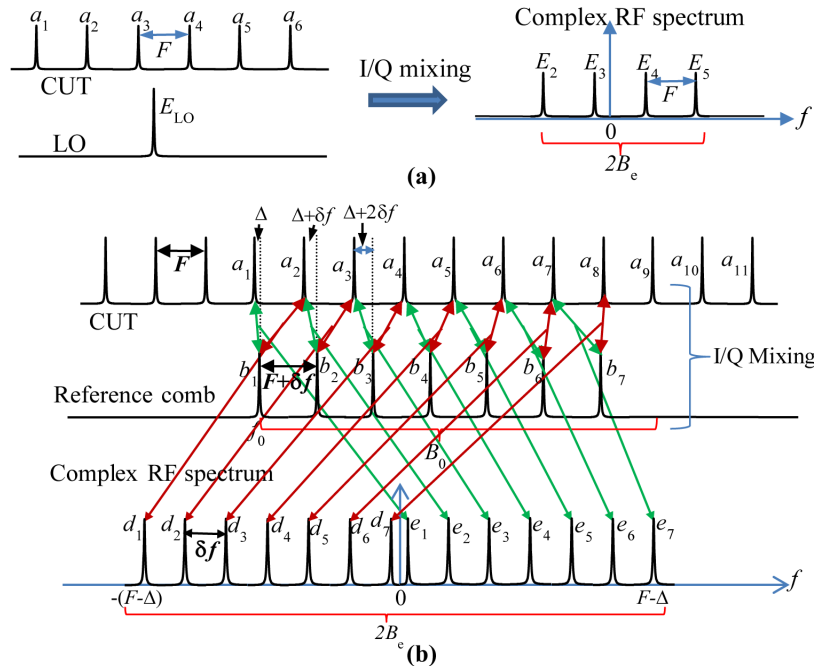 a1 a2 a3 a4 a5 a6
F
CUT
ELO
LO
I/Q mixing
Complex RF spectrum
E2 E3 E4 E5
F
0
f
2Be
(a)
Δ Δ+δf Δ+2δf
F
a1 a2 a3 a4 a5 a6 a7 a8 a9 a10 a11
CUT
I/Q Mixing
b1 b2 b3 b4 b5 b6 b7
F+δf
Reference comb
f0
B0
Complex RF spectrum
d1 d2 d3 d4 d5 d6 d7 e1 e2 e3 e4 e5 e6 e7
δf
f
-(F-Δ) 0 F-Δ
2Be
(b)